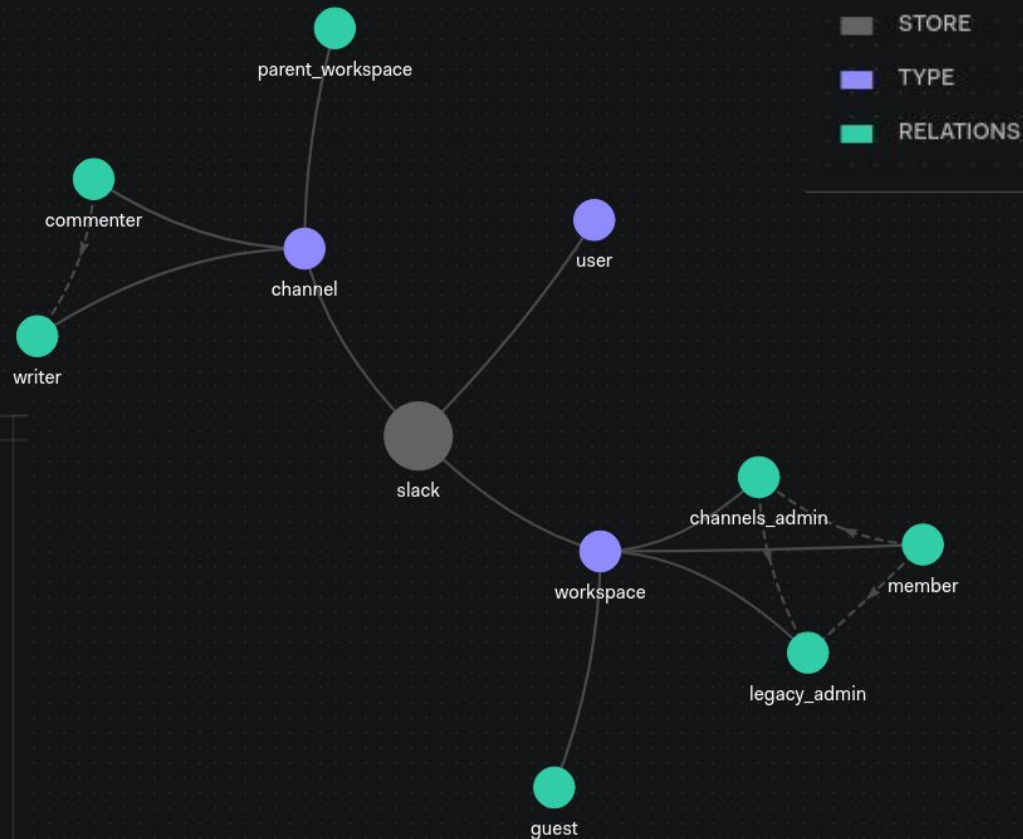 STORE
TYPE
RELATIONS
parent_workspace
commenter
channel
user
writer
slack
channels_admin
workspace
member
legacy_admin
guest